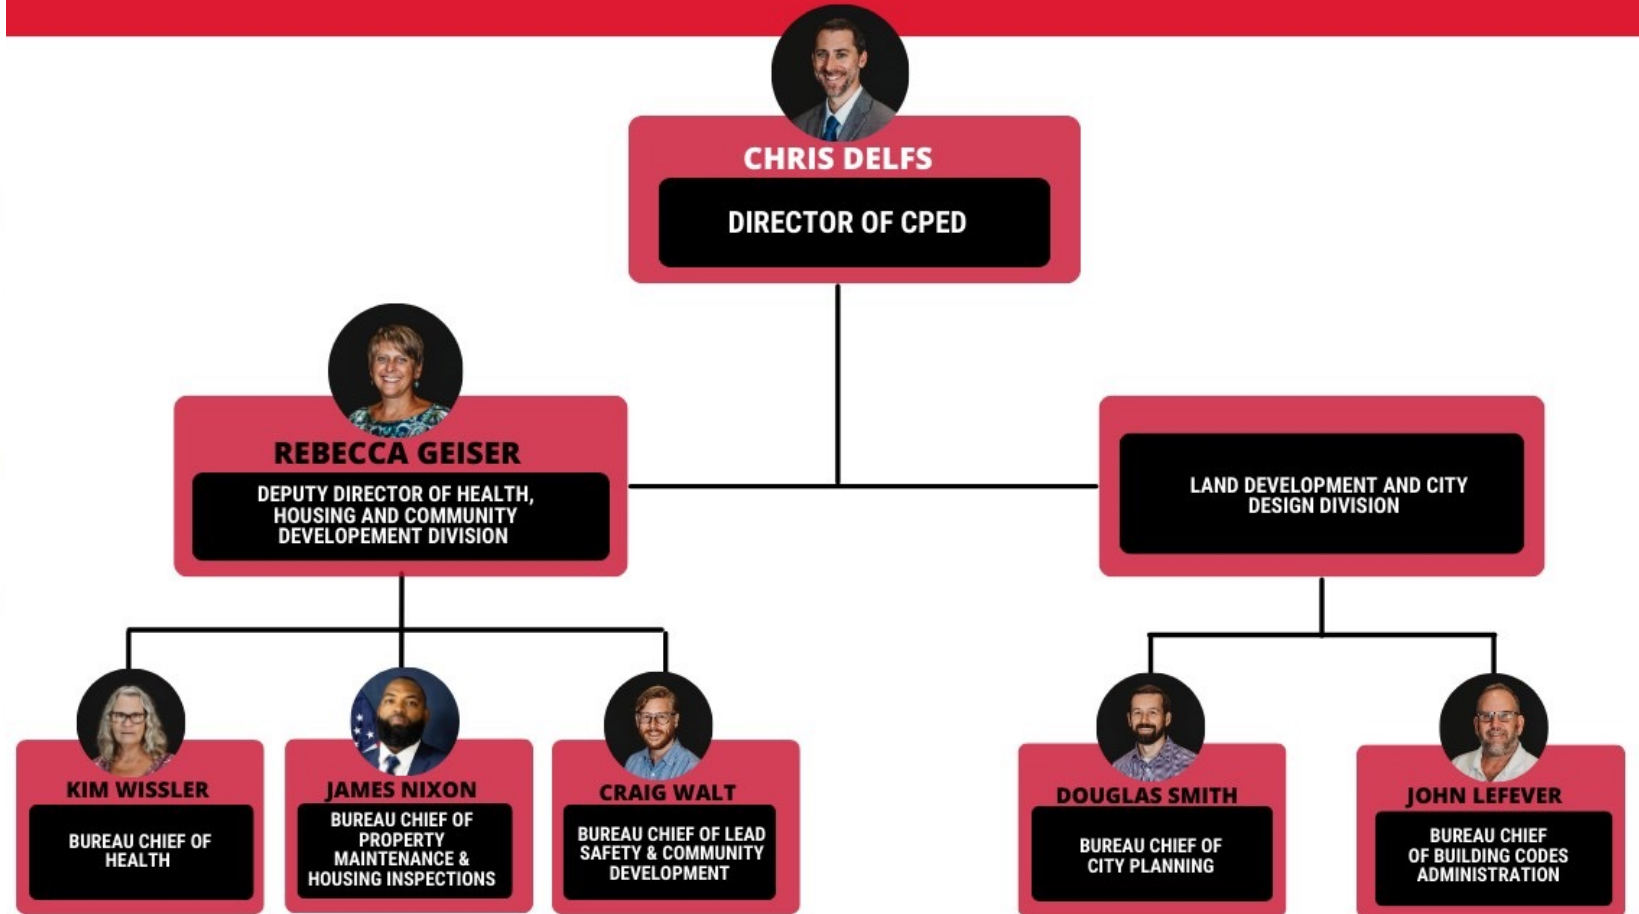 CHRIS DELFS
DIRECTOR OF CPED
REBECCA GEISER
DEPUTY DIRECTOR OF HEALTH,
HOUSING AND COMMUNITY
DEVELOPEMENT DIVISION
LAND DEVELOPMENT AND CITY
DESIGN DIVISION
KIM WISSLER
BUREAU CHIEF OF
HEALTH
JAMES NIXON
BUREAU CHIEF OF
PROPERTY
MAINTENANCE &
HOUSING INSPECTIONS
CRAIG WALT
BUREAU CHIEF OF LEAD
SAFETY & COMMUNITY
DEVELOPMENT
DOUGLAS SMITH
BUREAU CHIEF OF
CITY PLANNING
JOHN LEFEVER
BUREAU CHIEF
OF BUILDING CODES
ADMINISTRATION